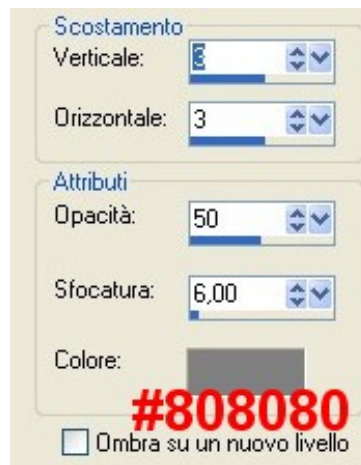 Scostamento
Verticale: 3
Orizzontale: 3
Attributi
Opacità: 50
Sfocatura: 6,00
Colore:
#808080
Ombra su un nuovo livello